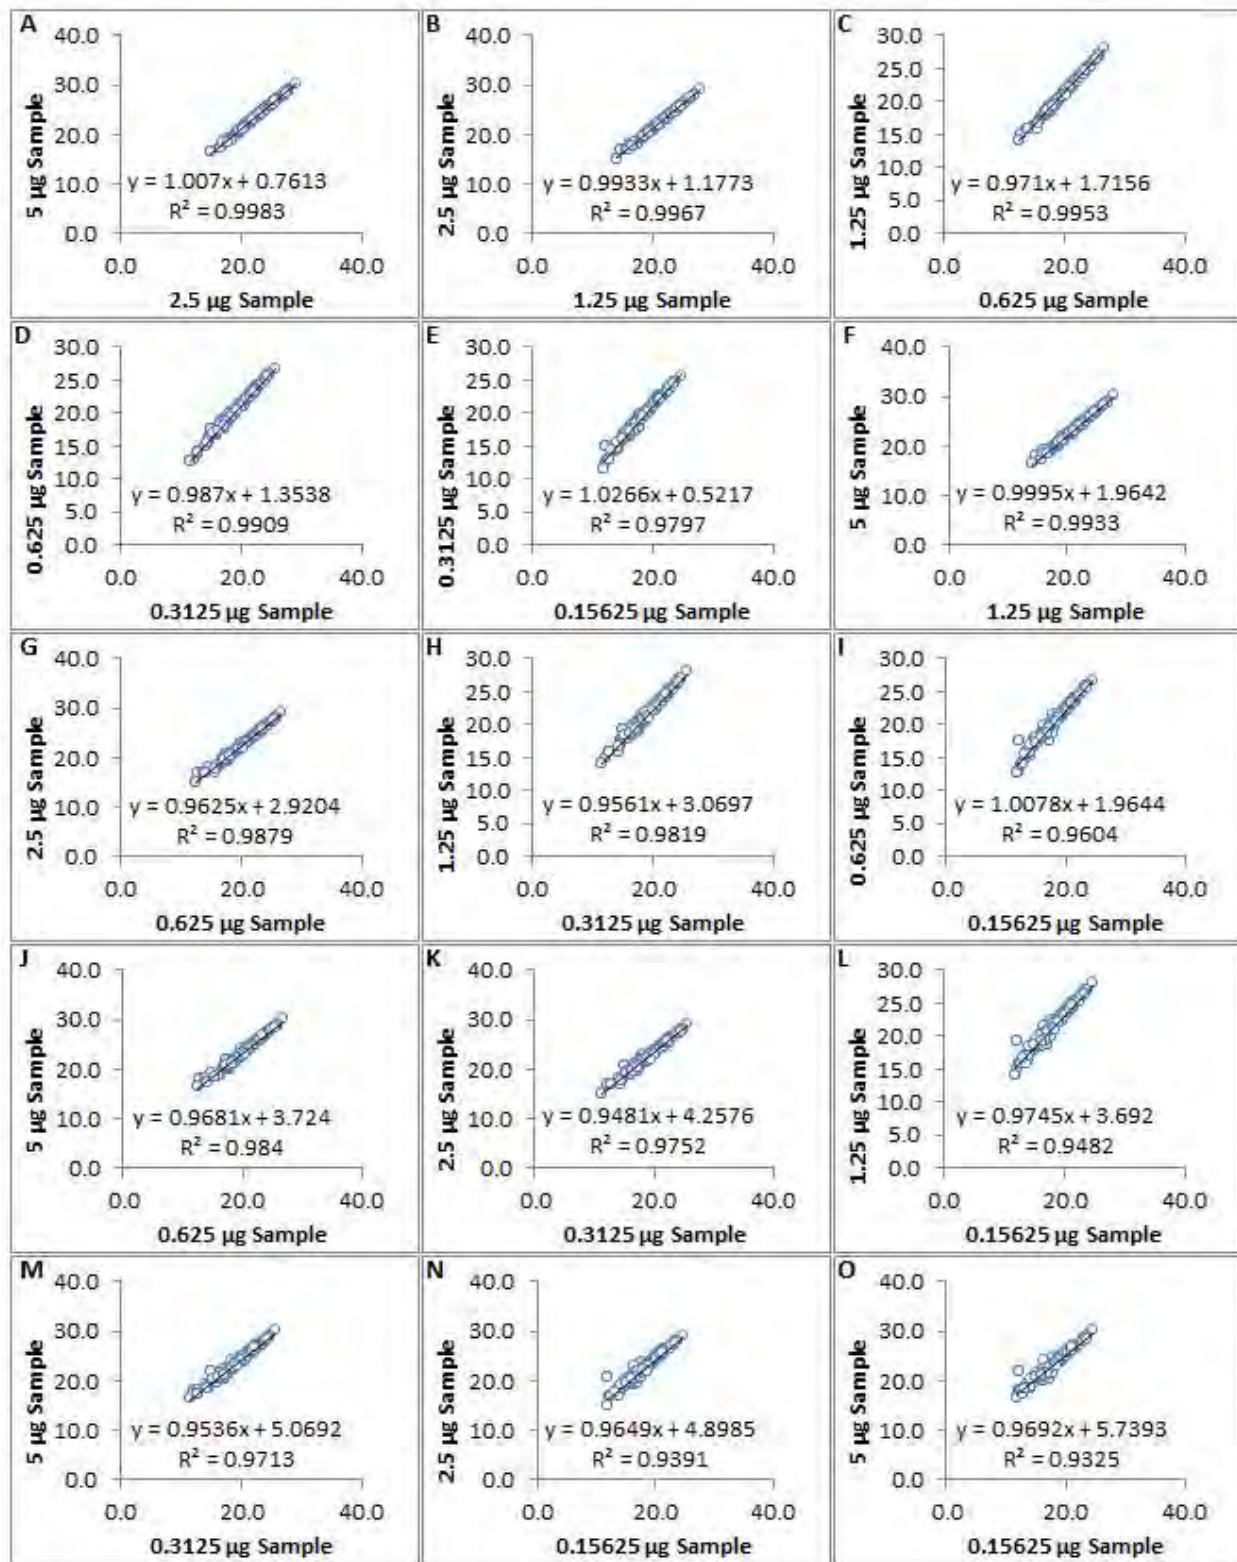 A
40.0
30.0
20.0
10.0
0.0
5 µg Sample
y = 1.007x + 0.7613
R² = 0.9983
0.0 20.0 40.0
2.5 µg Sample
B
40.0
30.0
20.0
10.0
0.0
2.5 µg Sample
y = 0.9933x + 1.1773
R² = 0.9967
0.0 20.0 40.0
1.25 µg Sample
C
30.0
25.0
20.0
15.0
10.0
5.0
0.0
1.25 µg Sample
y = 0.971x + 1.7156
R² = 0.9953
0.0 20.0 40.0
0.625 µg Sample
D
30.0
25.0
20.0
15.0
10.0
5.0
0.0
0.625 µg Sample
y = 0.987x + 1.3538
R² = 0.9909
0.0 20.0 40.0
0.3125 µg Sample
E
30.0
25.0
20.0
15.0
10.0
5.0
0.0
0.3125 µg Sample
y = 1.0266x + 0.5217
R² = 0.9797
0.0 20.0 40.0
0.15625 µg Sample
F
40.0
30.0
20.0
10.0
0.0
5 µg Sample
y = 0.9995x + 1.9642
R² = 0.9933
0.0 20.0 40.0
1.25 µg Sample
G
40.0
30.0
20.0
10.0
0.0
2.5 µg Sample
y = 0.9625x + 2.9204
R² = 0.9879
0.0 20.0 40.0
0.625 µg Sample
H
30.0
25.0
20.0
15.0
10.0
5.0
0.0
1.25 µg Sample
y = 0.9561x + 3.0697
R² = 0.9819
0.0 20.0 40.0
0.3125 µg Sample
I
30.0
25.0
20.0
15.0
10.0
5.0
0.0
0.625 µg Sample
y = 1.0078x + 1.9644
R² = 0.9604
0.0 20.0 40.0
0.15625 µg Sample
J
40.0
30.0
20.0
10.0
0.0
5 µg Sample
y = 0.9681x + 3.724
R² = 0.984
0.0 20.0 40.0
0.625 µg Sample
K
40.0
30.0
20.0
10.0
0.0
2.5 µg Sample
y = 0.9481x + 4.2576
R² = 0.9752
0.0 20.0 40.0
0.3125 µg Sample
L
30.0
25.0
20.0
15.0
10.0
5.0
0.0
1.25 µg Sample
y = 0.9745x + 3.692
R² = 0.9482
0.0 20.0 40.0
0.15625 µg Sample
M
40.0
30.0
20.0
10.0
0.0
5 µg Sample
y = 0.9536x + 5.0692
R² = 0.9713
0.0 20.0 40.0
0.3125 µg Sample
N
40.0
30.0
20.0
10.0
0.0
2.5 µg Sample
y = 0.9649x + 4.8985
R² = 0.9391
0.0 20.0 40.0
0.15625 µg Sample
O
40.0
30.0
20.0
10.0
0.0
5 µg Sample
y = 0.9692x + 5.7393
R² = 0.9325
0.0 20.0 40.0
0.15625 µg Sample